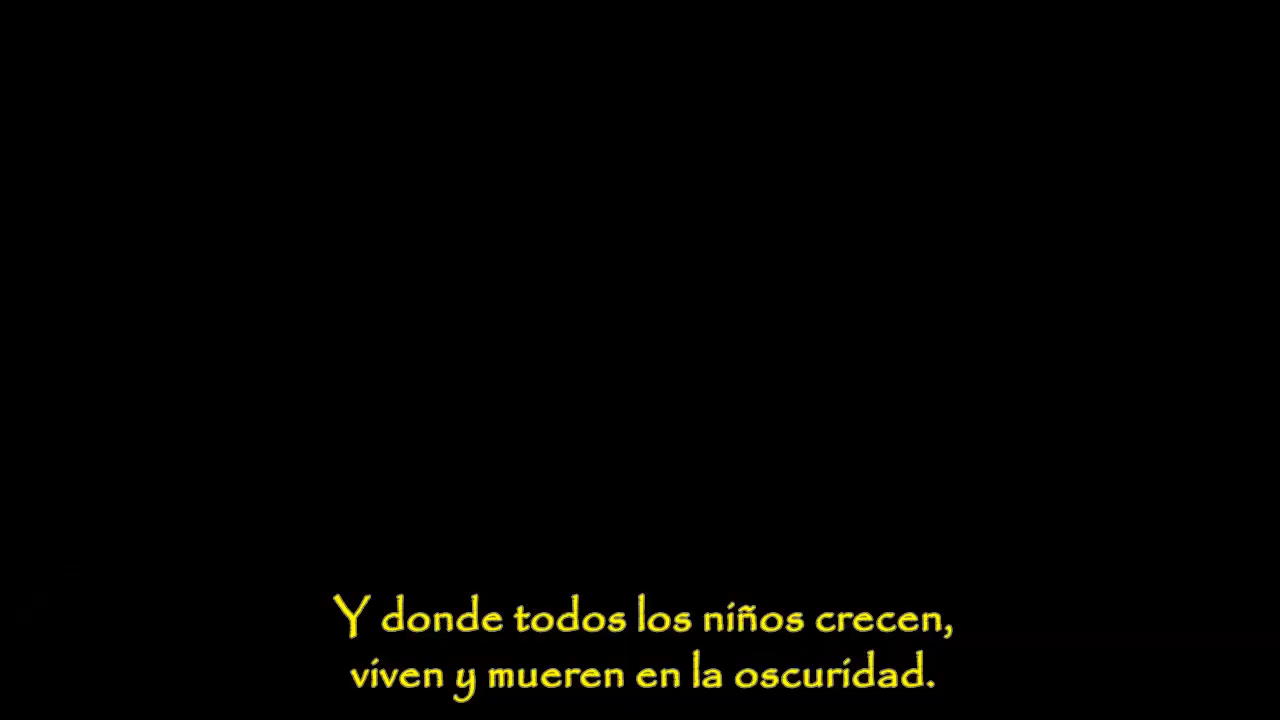 Y donde todos los niños crecen,
viven y mueren en la oscuridad.